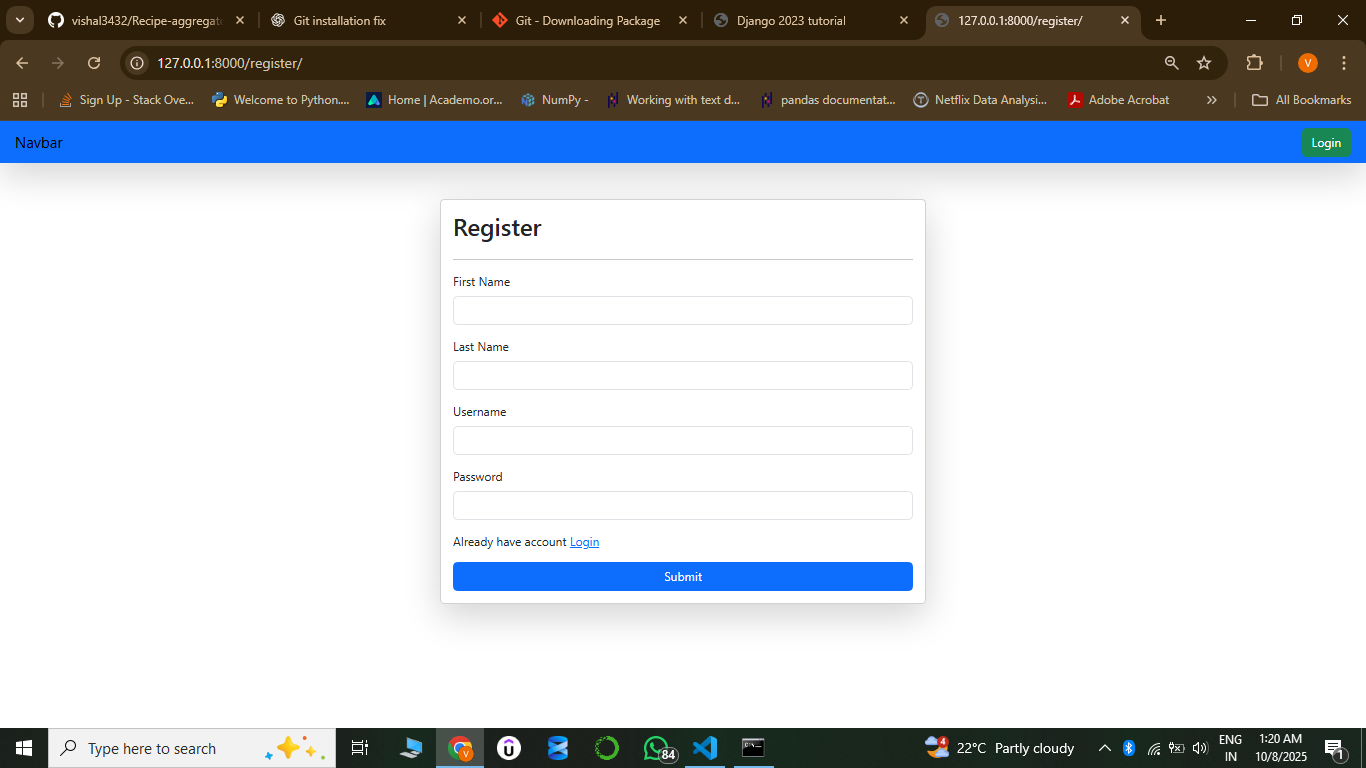 vishal3432/Recipe-aggregat
Git installation fix
Git - Downloading Package
Django 2023 tutorial
127.0.0.1:8000/register/
127.0.0.1:8000/register/
V
Sign Up - Stack Ove...
Welcome to Python....
Home | Academo.or...
NumPy -
Working with text d...
pandas documentat...
Netflix Data Analysi...
Adobe Acrobat
All Bookmarks
Navbar
Login
Register
First Name
Last Name
Username
Password
Already have account Login
Submit
Type here to search
V
84
4
22°C Partly cloudy
ENG
IN
1:20 AM
10/8/2025
1